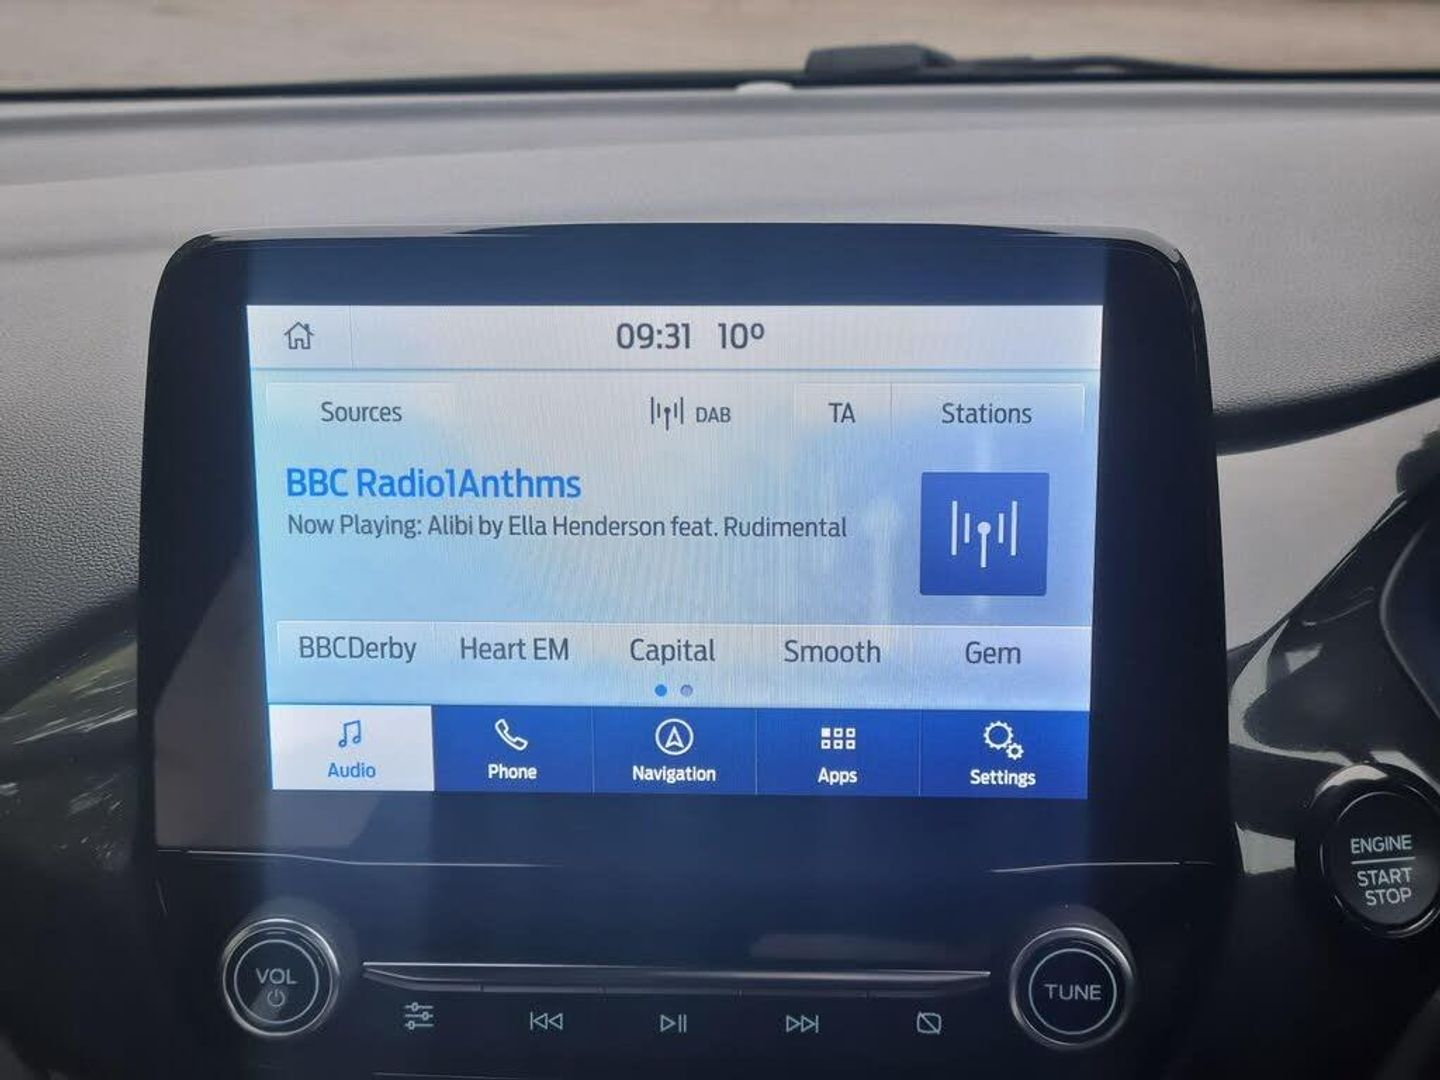 09:31 10º
Sources DAB TA Stations
BBC Radio1Anthms
Now Playing: Alibi by Ella Henderson feat. Rudimental
BBCDerby Heart EM Capital Smooth Gem
Audio Phone Navigation Apps Settings
ENGINE
START
STOP
VOL
TUNE